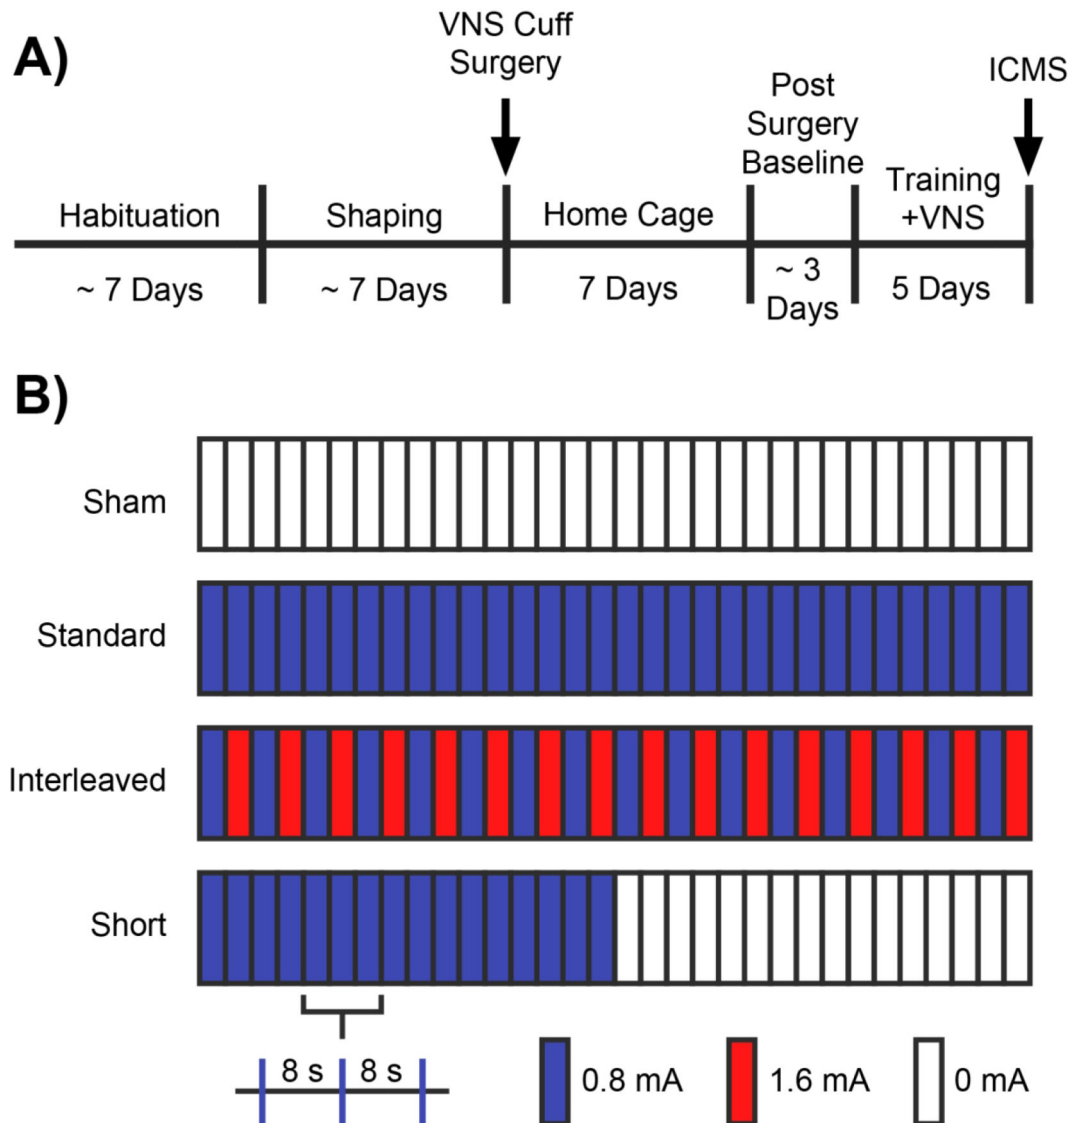 A)
VNS Cuff
Surgery
ICMS
Post
Surgery
Baseline
Habituation
Shaping
Home Cage
Training
+VNS
~ 7 Days
~ 7 Days
7 Days
~ 3
Days
5 Days
B)
Sham
Standard
Interleaved
Short
8 s
8 s
0.8 mA
1.6 mA
0 mA